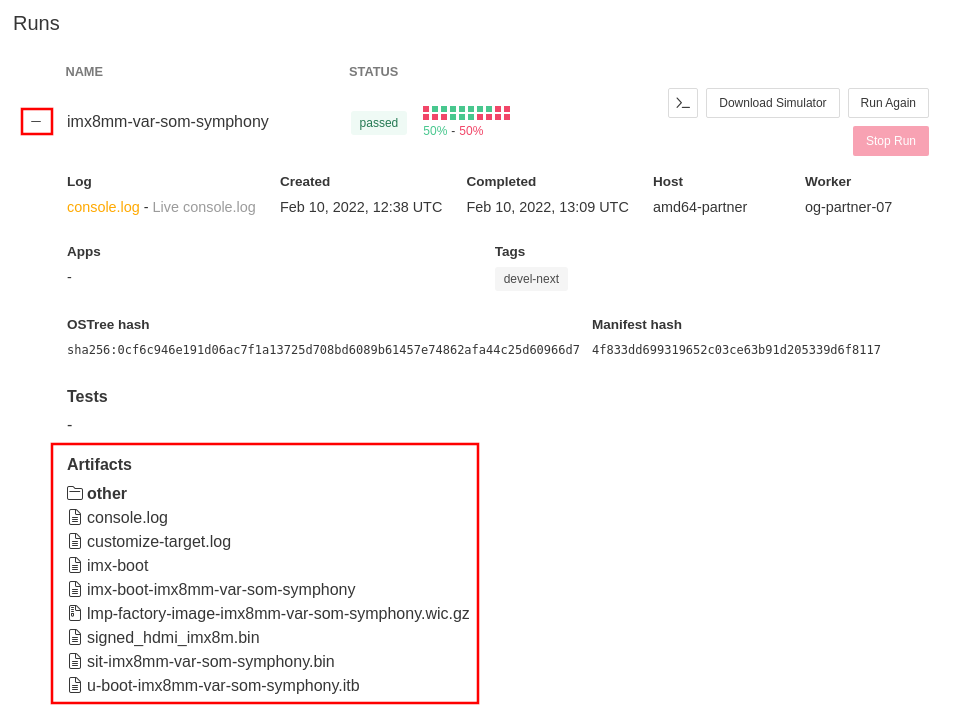 Runs
NAME STATUS
imx8mm-var-som-symphony passed 50% - 50% Download Simulator Run Again
Stop Run
Log Created Completed Host Worker
console.log - Live console.log Feb 10, 2022, 12:38 UTC Feb 10, 2022, 13:09 UTC amd64-partner og-partner-07
Apps Tags
- devel-next
OSTree hash Manifest hash
sha256:0cf6c946e191d06ac7f1a13725d708bd6089b61457e74862afa44c25d60966d7 4f833dd699319652c03ce63b91d205339d6f8117
Tests
-
Artifacts
other
console.log
customize-target.log
imx-boot
imx-boot-imx8mm-var-som-symphony
lmp-factory-image-imx8mm-var-som-symphony.wic.gz
signed_hdmi_imx8m.bin
sit-imx8mm-var-som-symphony.bin
u-boot-imx8mm-var-som-symphony.itb